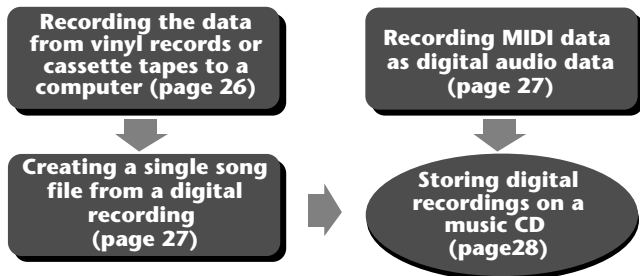 Recording the data
from vinyl records or
cassette tapes to a
computer (page 26)
Recording MIDI data
as digital audio data
(page 27)
Creating a single song
file from a digital
recording
(page 27)
Storing digital
recordings on a
music CD
(page28)